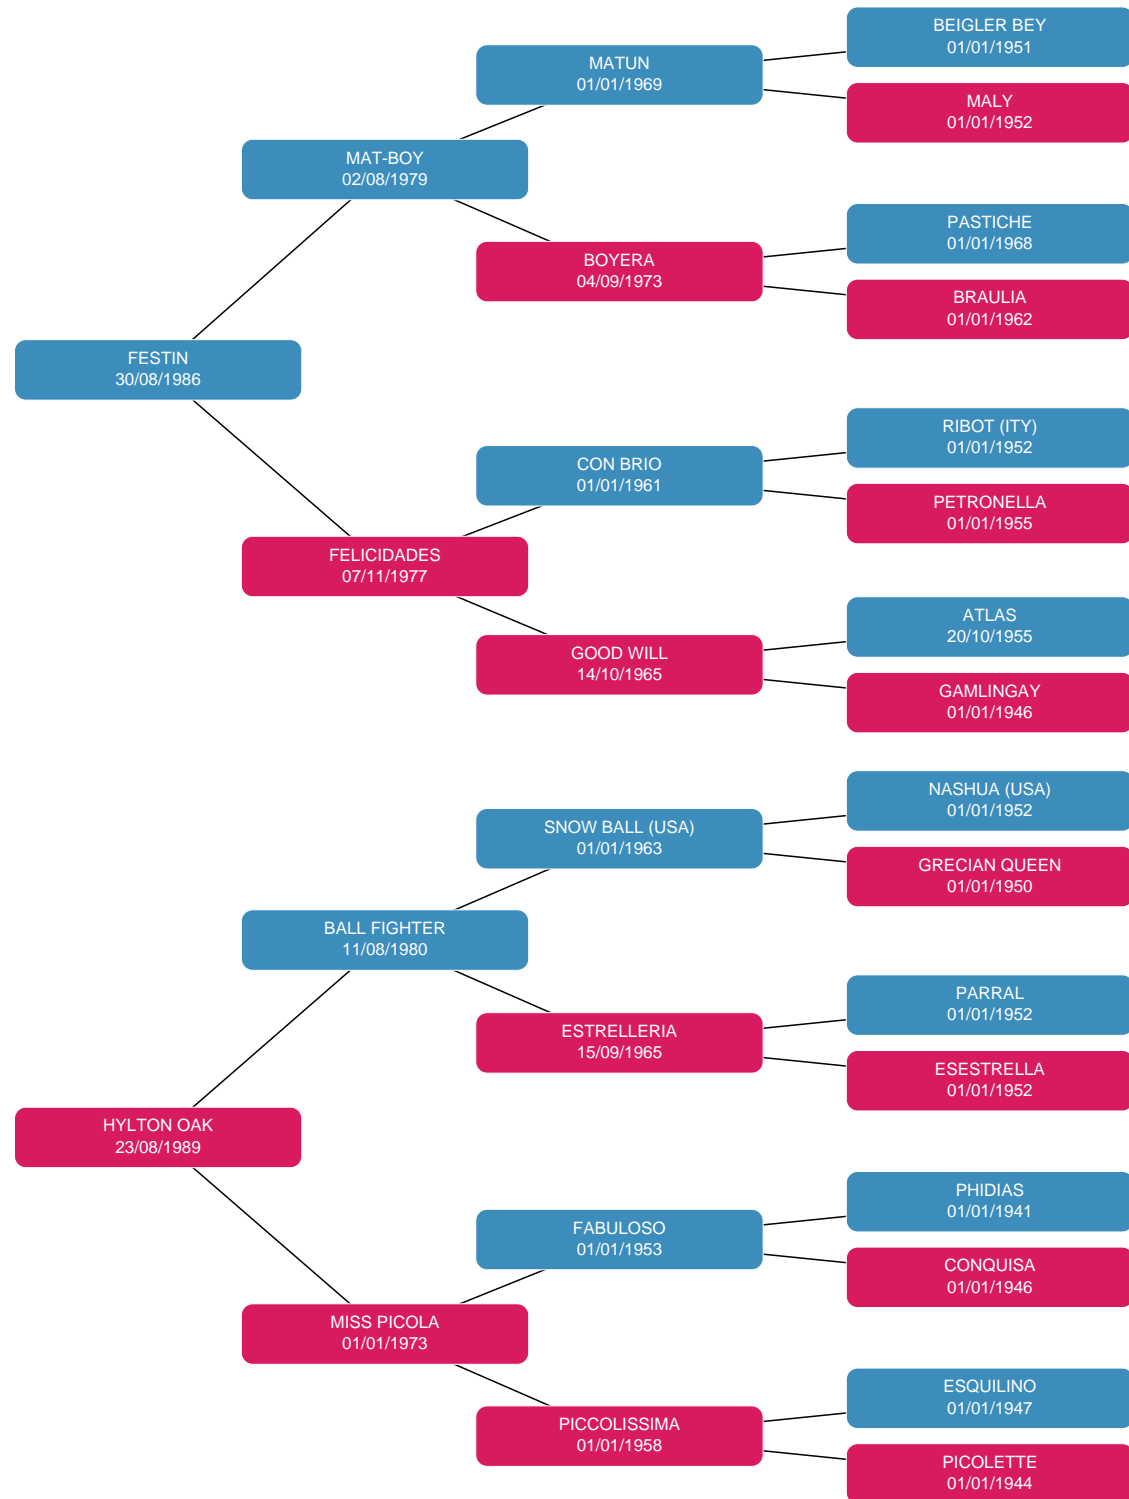 BEIGLER BEY
01/01/1951
MATUN
01/01/1969
MALY
01/01/1952
MAT-BOY
02/08/1979
PASTICHE
01/01/1968
BOYERA
04/09/1973
BRAULIA
01/01/1962
FESTIN
30/08/1986
RIBOT (ITY)
01/01/1952
CON BRIO
01/01/1961
PETRONELLA
01/01/1955
FELICIDADES
07/11/1977
ATLAS
20/10/1955
GOOD WILL
14/10/1965
GAMLINGAY
01/01/1946
NASHUA (USA)
01/01/1952
SNOW BALL (USA)
01/01/1963
GRECIAN QUEEN
01/01/1950
BALL FIGHTER
11/08/1980
PARRAL
01/01/1952
ESTRELLERIA
15/09/1965
ESESTRELLA
01/01/1952
HYLTON OAK
23/08/1989
PHIDIAS
01/01/1941
FABULOSO
01/01/1953
CONQUISA
01/01/1946
MISS PICOLA
01/01/1973
ESQUILINO
01/01/1947
PICCOLISSIMA
01/01/1958
PICOLETTE
01/01/1944